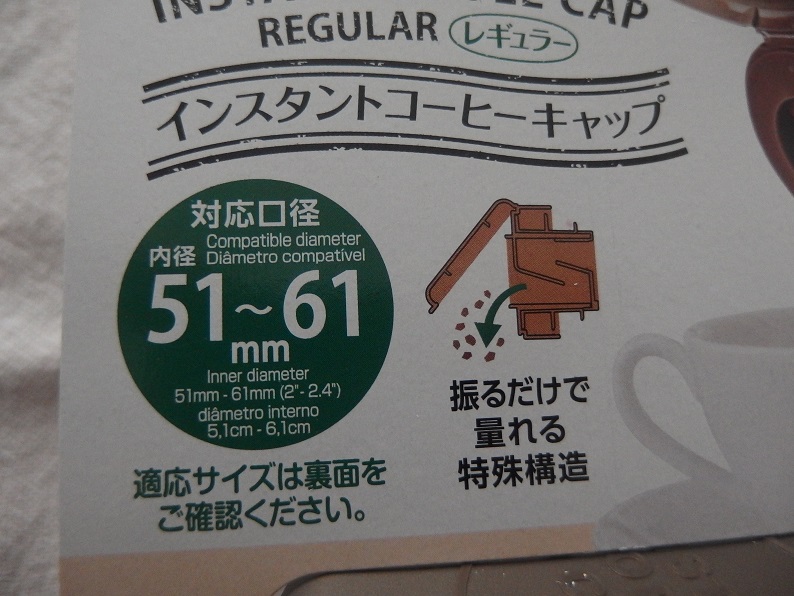 CAP
REGULAR レギュラー
インスタントコーヒーキャップ
対応口径
Compatible diameter
内径 Diâmetro compatível
51～61
mm
Inner diameter
51mm - 61mm (2"- 2.4")
diâmetro interno
5,1cm - 6,1cm
適応サイズは裏面を
ご確認ください。
振るだけで
量れる
特殊構造